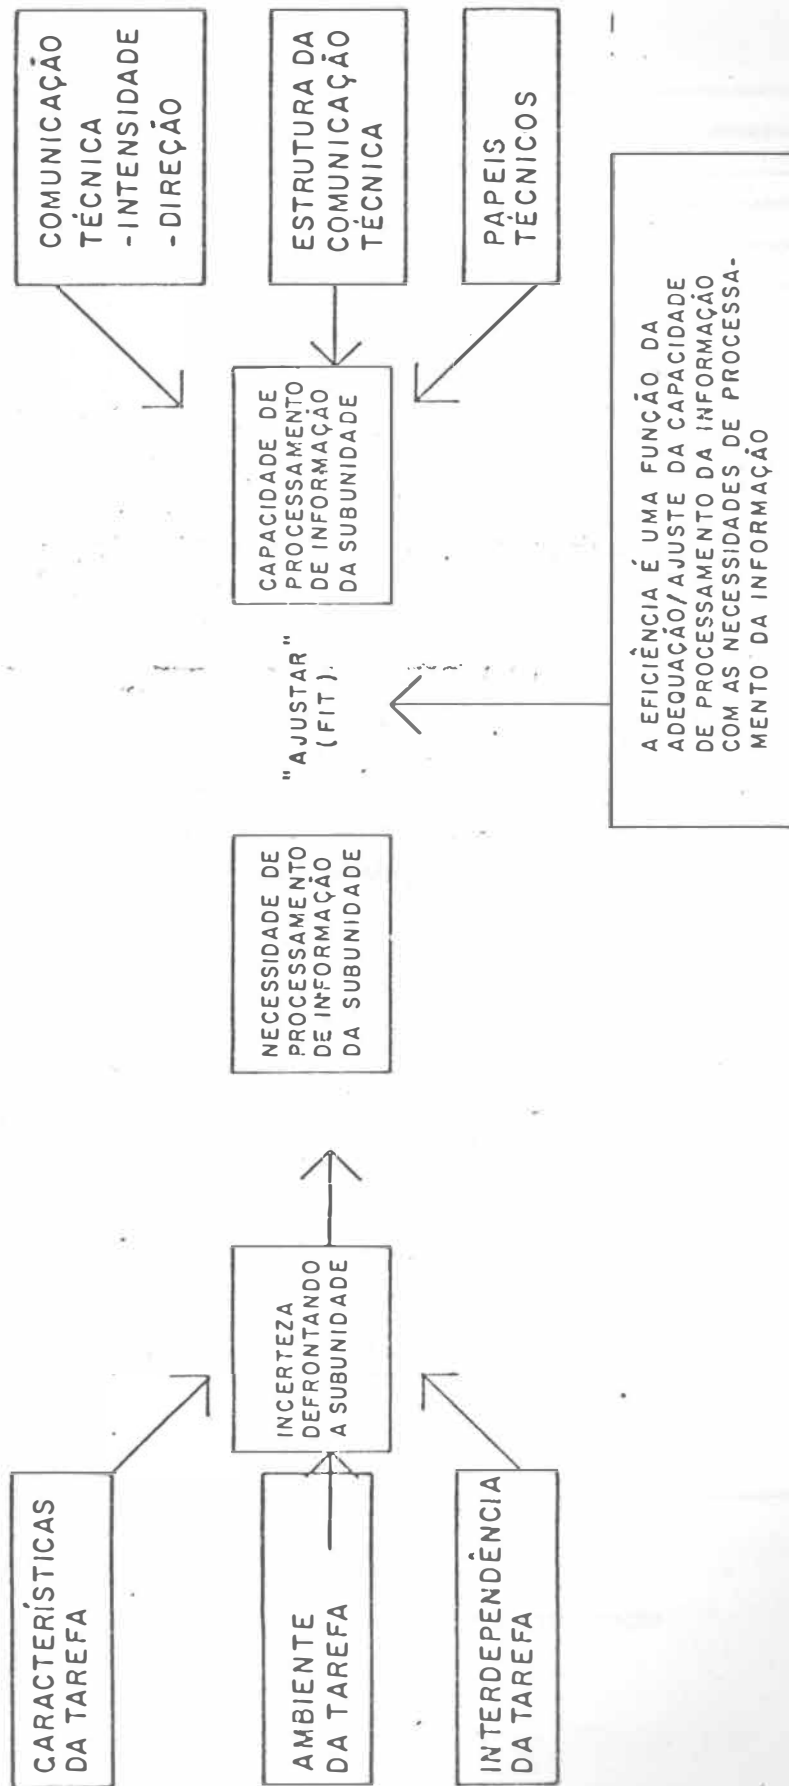 CARACTERÍSTICAS
DA TAREFA
AMBIENTE
DA TAREFA
INTERDEPENDÊNCIA
DA TAREFA
INCERTEZA
DEFRONTANDO
A SUBUNIDADE
NECESSIDADE DE
PROCESSAMENTO
DE INFORMAÇÃO
DA SUBUNIDADE
"AJUSTAR"
(FIT)
CAPACIDADE DE
PROCESSAMENTO
DE INFORMAÇÃO
DA SUBUNIDADE
COMUNICAÇÃO
TÉCNICA
-INTENSIDADE
-DIREÇÃO
ESTRUTURA DA
COMUNICAÇÃO
TÉCNICA
PAPEIS
TÉCNICOS
A EFICIÊNCIA É UMA FUNÇÃO DA
ADEQUAÇÃO/AJUSTE DA CAPACIDADE
DE PROCESSAMENTO DA INFORMAÇÃO
COM AS NECESSIDADES DE PROCESSA-
MENTO DA INFORMAÇÃO